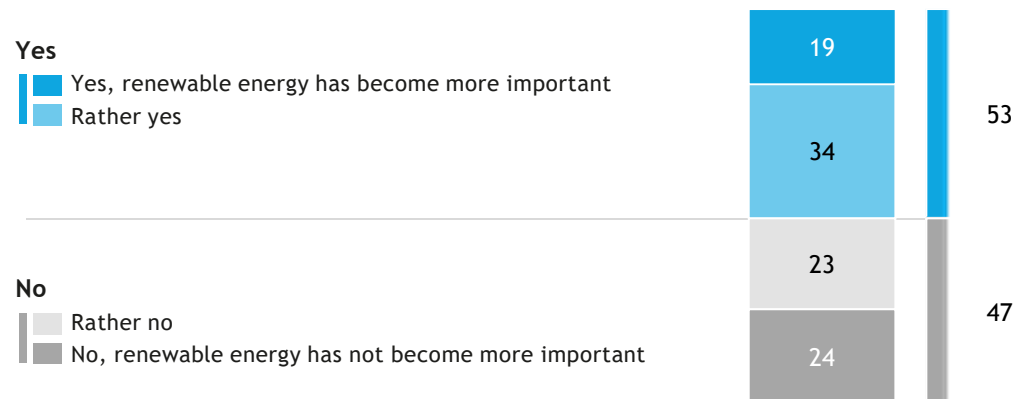 Yes
Yes, renewable energy has become more important
Rather yes
19
34
53
No
Rather no
No, renewable energy has not become more important
23
24
47